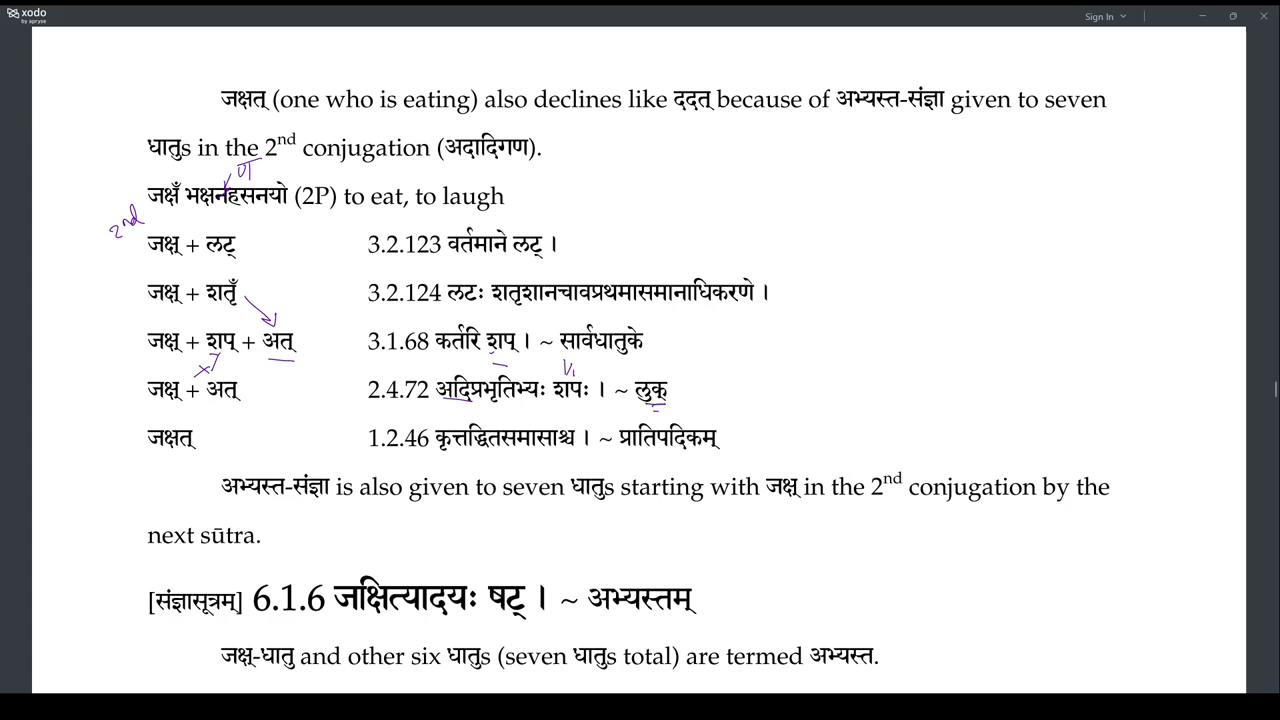 xodo
by apryse
Sign In
जक्षत् (one who is eating) also declines like ददत् because of अभ्यस्त-संज्ञा given to seven
धातुs in the 2nd conjugation (अदादिगण).
जक्षँ भक्षनहसनयो (2P) to eat, to laugh
2nd
जक्ष् + लट् 3.2.123 वर्तमाने लट् ।
जक्ष् + शतृँ 3.2.124 लटः शतृशानचावप्रथमासमानाधिकरणे ।
जक्ष् + शप् + अत् 3.1.68 कर्तरि शप् । ~ सार्वधातुके
जक्ष् + अत् 2.4.72 अदिप्रभृतिभ्यः शपः । ~ लुक्
जक्षत् 1.2.46 कृत्तद्धितसमासाश्च । ~ प्रातिपदिकम्
अभ्यस्त-संज्ञा is also given to seven धातुs starting with जक्ष् in the 2nd conjugation by the
next sūtra.
[संज्ञासूत्रम्] 6.1.6 जक्षित्यादयः षट् । ~ अभ्यस्तम्
जक्ष्-धातु and other six धातुs (seven धातुs total) are termed अभ्यस्त.